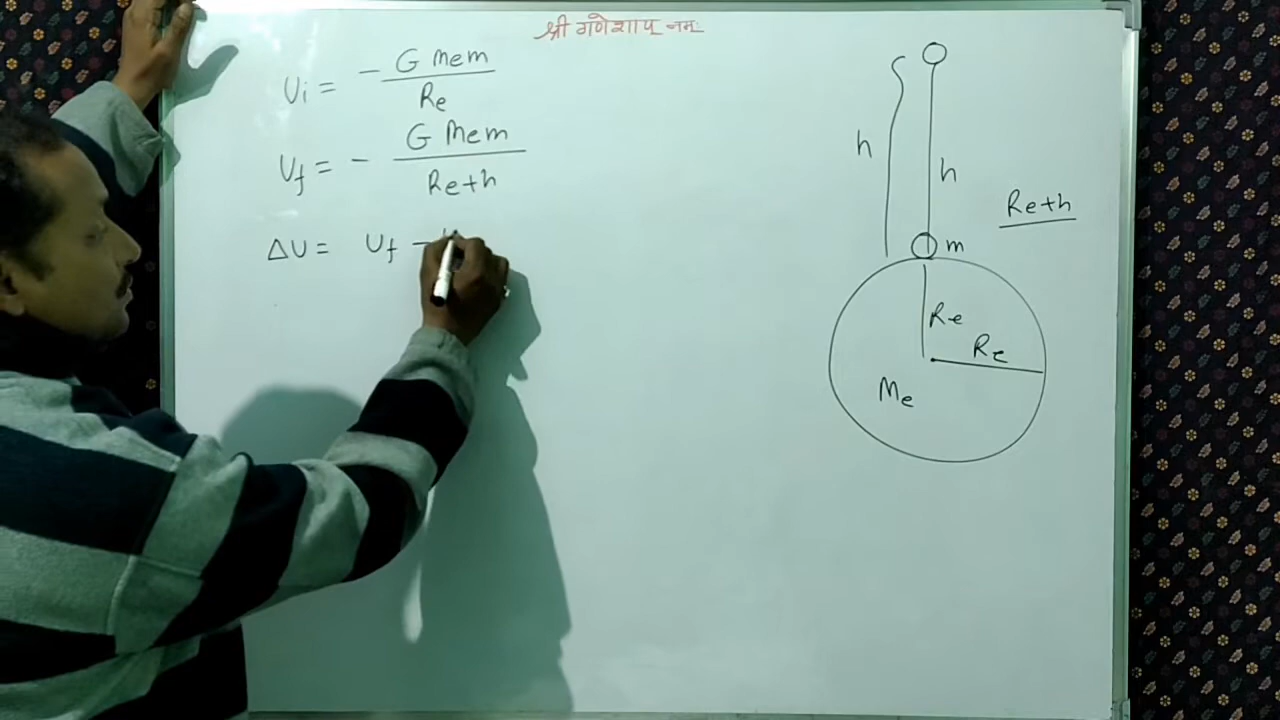 श्री गणेशाय नमः
Ui = - G Mem / Re
Uf = - G Mem / Re+h
ΔU = Uf -
h
h
Re+h
m
Re
Re
Me